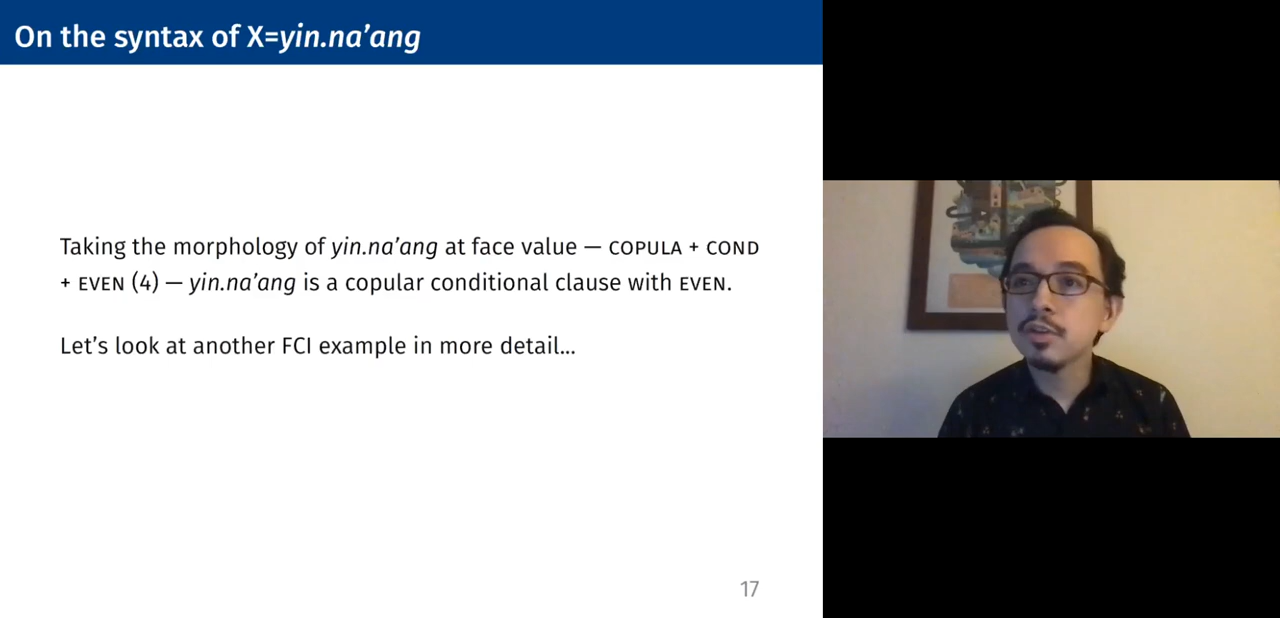 On the syntax of X=yin.na’ang
Taking the morphology of yin.na’ang at face value — COPULA + COND
+ EVEN (4) — yin.na’ang is a copular conditional clause with EVEN.
Let’s look at another FCI example in more detail…
17